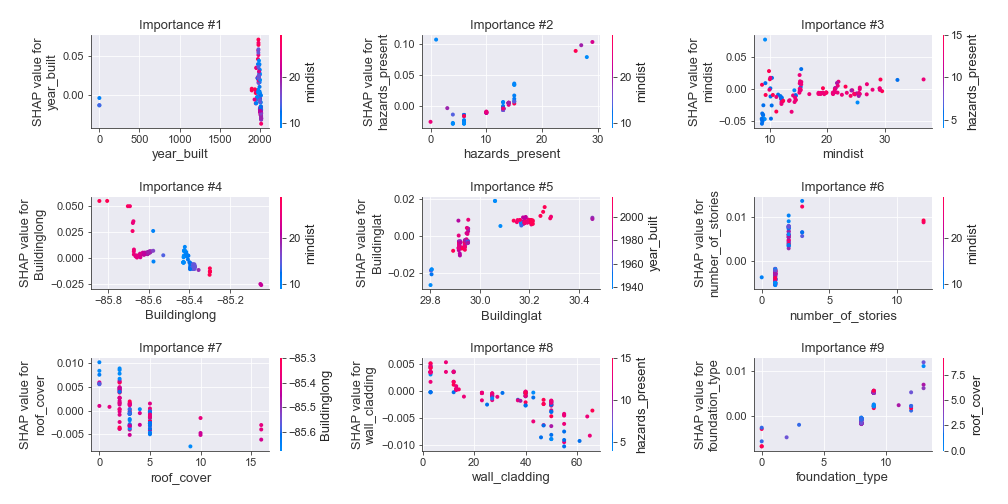 Importance #1
SHAP value for
year_built
0.05
0.00
0
500
1000
1500
2000
year_built
20
10
mindist
Importance #2
SHAP value for
hazards_present
0.10
0.05
0.00
0
10
20
30
hazards_present
20
10
mindist
Importance #3
SHAP value for
mindist
0.05
0.00
−0.05
10
20
30
mindist
15
10
5
hazards_present
Importance #4
SHAP value for
Buildinglong
0.050
0.025
0.000
−0.025
−85.8
−85.6
−85.4
−85.2
Buildinglong
20
10
mindist
Importance #5
SHAP value for
Buildinglat
0.02
0.00
−0.02
29.8
30.0
30.2
30.4
Buildinglat
2000
1980
1960
1940
year_built
Importance #6
SHAP value for
number_of_stories
0.01
0.00
0
5
10
number_of_stories
20
10
mindist
Importance #7
SHAP value for
roof_cover
0.010
0.005
0.000
−0.005
0
5
10
15
roof_cover
−85.3
−85.4
−85.5
−85.6
Buildinglong
Importance #8
SHAP value for
wall_cladding
0.005
0.000
−0.005
−0.010
0
20
40
60
wall_cladding
15
10
5
hazards_present
Importance #9
SHAP value for
foundation_type
0.01
0.00
0
5
10
foundation_type
7.5
5.0
2.5
0.0
roof_cover